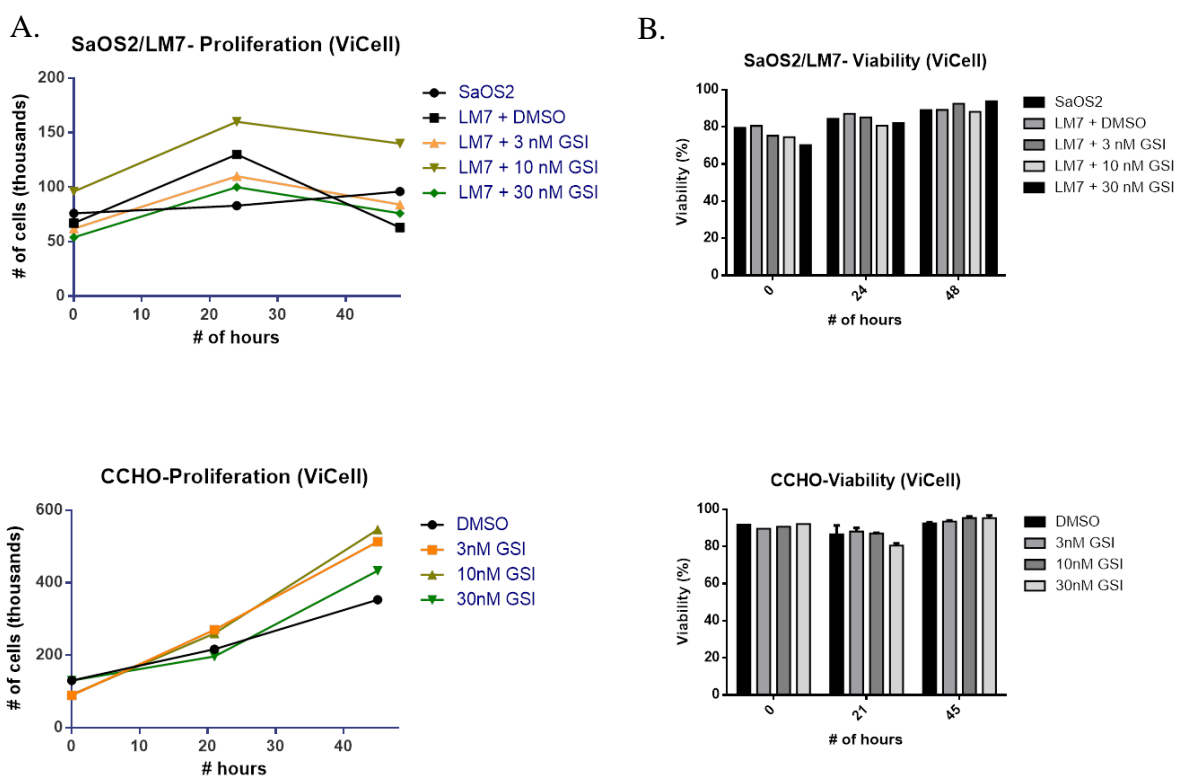 A.
SaOS2/LM7- Proliferation (ViCell)
200
150
100
50
0
# of cells (thousands)
0 10 20 30 40
# of hours
SaOS2
LM7 + DMSO
LM7 + 3 nM GSI
LM7 + 10 nM GSI
LM7 + 30 nM GSI
B.
SaOS2/LM7- Viability (ViCell)
100
80
60
40
20
0
Viability (%)
0 24 48
# of hours
SaOS2
LM7 + DMSO
LM7 + 3 nM GSI
LM7 + 10 nM GSI
LM7 + 30 nM GSI
CCHO-Proliferation (ViCell)
600
400
200
0
# of cells (thousands)
0 10 20 30 40
# hours
DMSO
3nM GSI
10nM GSI
30nM GSI
CCHO-Viability (ViCell)
100
80
60
40
20
0
Viability (%)
0 21 45
# of hours
DMSO
3nM GSI
10nM GSI
30nM GSI